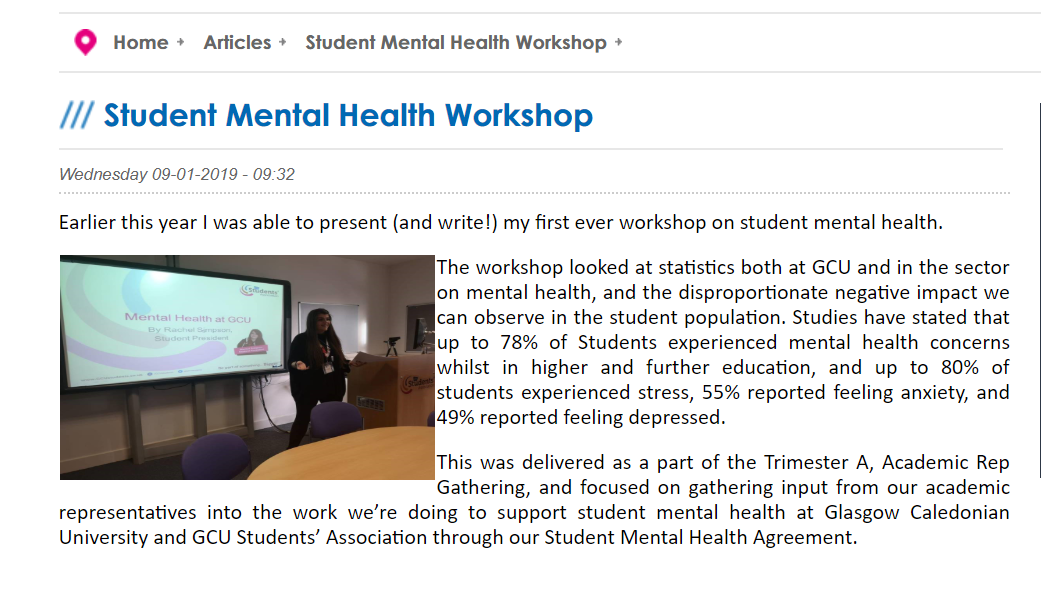 Home Articles Student Mental Health Workshop
/// Student Mental Health Workshop
Wednesday 09-01-2019 - 09:32
Earlier this year I was able to present (and write!) my first ever workshop on student mental health.
Students'
Mental Health at GCU
By Rachel Simpson,
Student President
The workshop looked at statistics both at GCU and in the sector
on mental health, and the disproportionate negative impact we
can observe in the student population. Studies have stated that
up to 78% of Students experienced mental health concerns
whilst in higher and further education, and up to 80% of
students experienced stress, 55% reported feeling anxiety, and
49% reported feeling depressed.
This was delivered as a part of the Trimester A, Academic Rep
Gathering, and focused on gathering input from our academic
representatives into the work we’re doing to support student mental health at Glasgow Caledonian
University and GCU Students’ Association through our Student Mental Health Agreement.